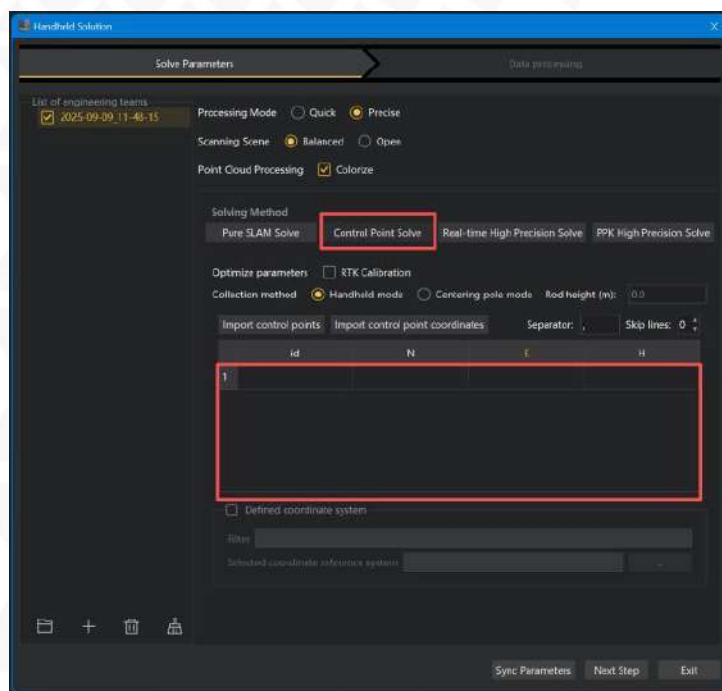 Handheld Solution
X
Solve Parameters
Data processing
List of engineering teams
2025-09-09_11-48-15
Processing Mode Quick Precise
Scanning Scene Balanced Open
Point Cloud Processing Colorize
Solving Method
Pure SLAM Solve Control Point Solve Real-time High Precision Solve PPK High Precision Solve
Optimize parameters RTK Calibration
Collection method Handheld mode Centering pole mode Rod height (m): 0.0
Import control points Import control point coordinates Separator: , Skip lines: 0
id N E H
1
Defined coordinate system
Filter
Selected coordinate reference system ...
Sync Parameters Next Step Exit